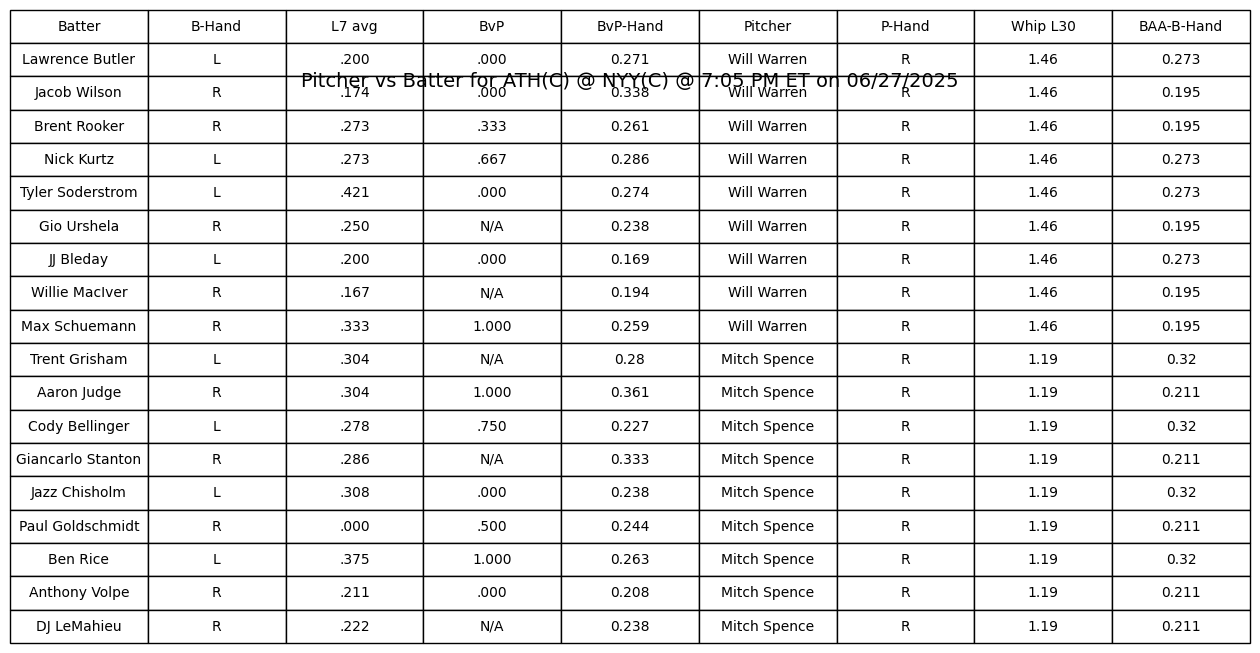 Batter B-Hand L7 avg BvP BvP-Hand Pitcher P-Hand Whip L30 BAA-B-Hand
Lawrence Butler L .200 .000 0.271 Will Warren R 1.46 0.273
Pitcher vs Batter for ATH(C) @ NYY(C) @ 7:05 PM ET on 06/27/2025
Jacob Wilson R .174 .000 0.338 Will Warren R 1.46 0.195
Brent Rooker R .273 .333 0.261 Will Warren R 1.46 0.195
Nick Kurtz L .273 .667 0.286 Will Warren R 1.46 0.273
Tyler Soderstrom L .421 .000 0.274 Will Warren R 1.46 0.273
Gio Urshela R .250 N/A 0.238 Will Warren R 1.46 0.195
JJ Bleday L .200 .000 0.169 Will Warren R 1.46 0.273
Willie MacIver R .167 N/A 0.194 Will Warren R 1.46 0.195
Max Schuemann R .333 1.000 0.259 Will Warren R 1.46 0.195
Trent Grisham L .304 N/A 0.28 Mitch Spence R 1.19 0.32
Aaron Judge R .304 1.000 0.361 Mitch Spence R 1.19 0.211
Cody Bellinger L .278 .750 0.227 Mitch Spence R 1.19 0.32
Giancarlo Stanton R .286 N/A 0.333 Mitch Spence R 1.19 0.211
Jazz Chisholm L .308 .000 0.238 Mitch Spence R 1.19 0.32
Paul Goldschmidt R .000 .500 0.244 Mitch Spence R 1.19 0.211
Ben Rice L .375 1.000 0.263 Mitch Spence R 1.19 0.32
Anthony Volpe R .211 .000 0.208 Mitch Spence R 1.19 0.211
DJ LeMahieu R .222 N/A 0.238 Mitch Spence R 1.19 0.211